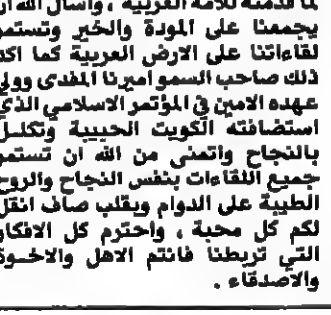 لما قدمته للامة العربية ، واسال الله ان
يجمعنا على المودة والخير وتستمر
لقاءاتنا على الارض العربية كما اكد
ذلك صاحب السمو اميرنا المفدى وولي
عهده الامين في المؤتمر الاسلامي الذي
استضافته الكويت الحبيبة وتكلل
بالنجاح واتمنى من الله ان تستمر
جميع اللقاءات بنفس النجاح والروح
الطيبة على الدوام وبقلب صاف انقل
لكم كل محبة ، واحترم كل الافكار
التي تربطنا فانتم الاهل والاخوة
والاصدقاء .